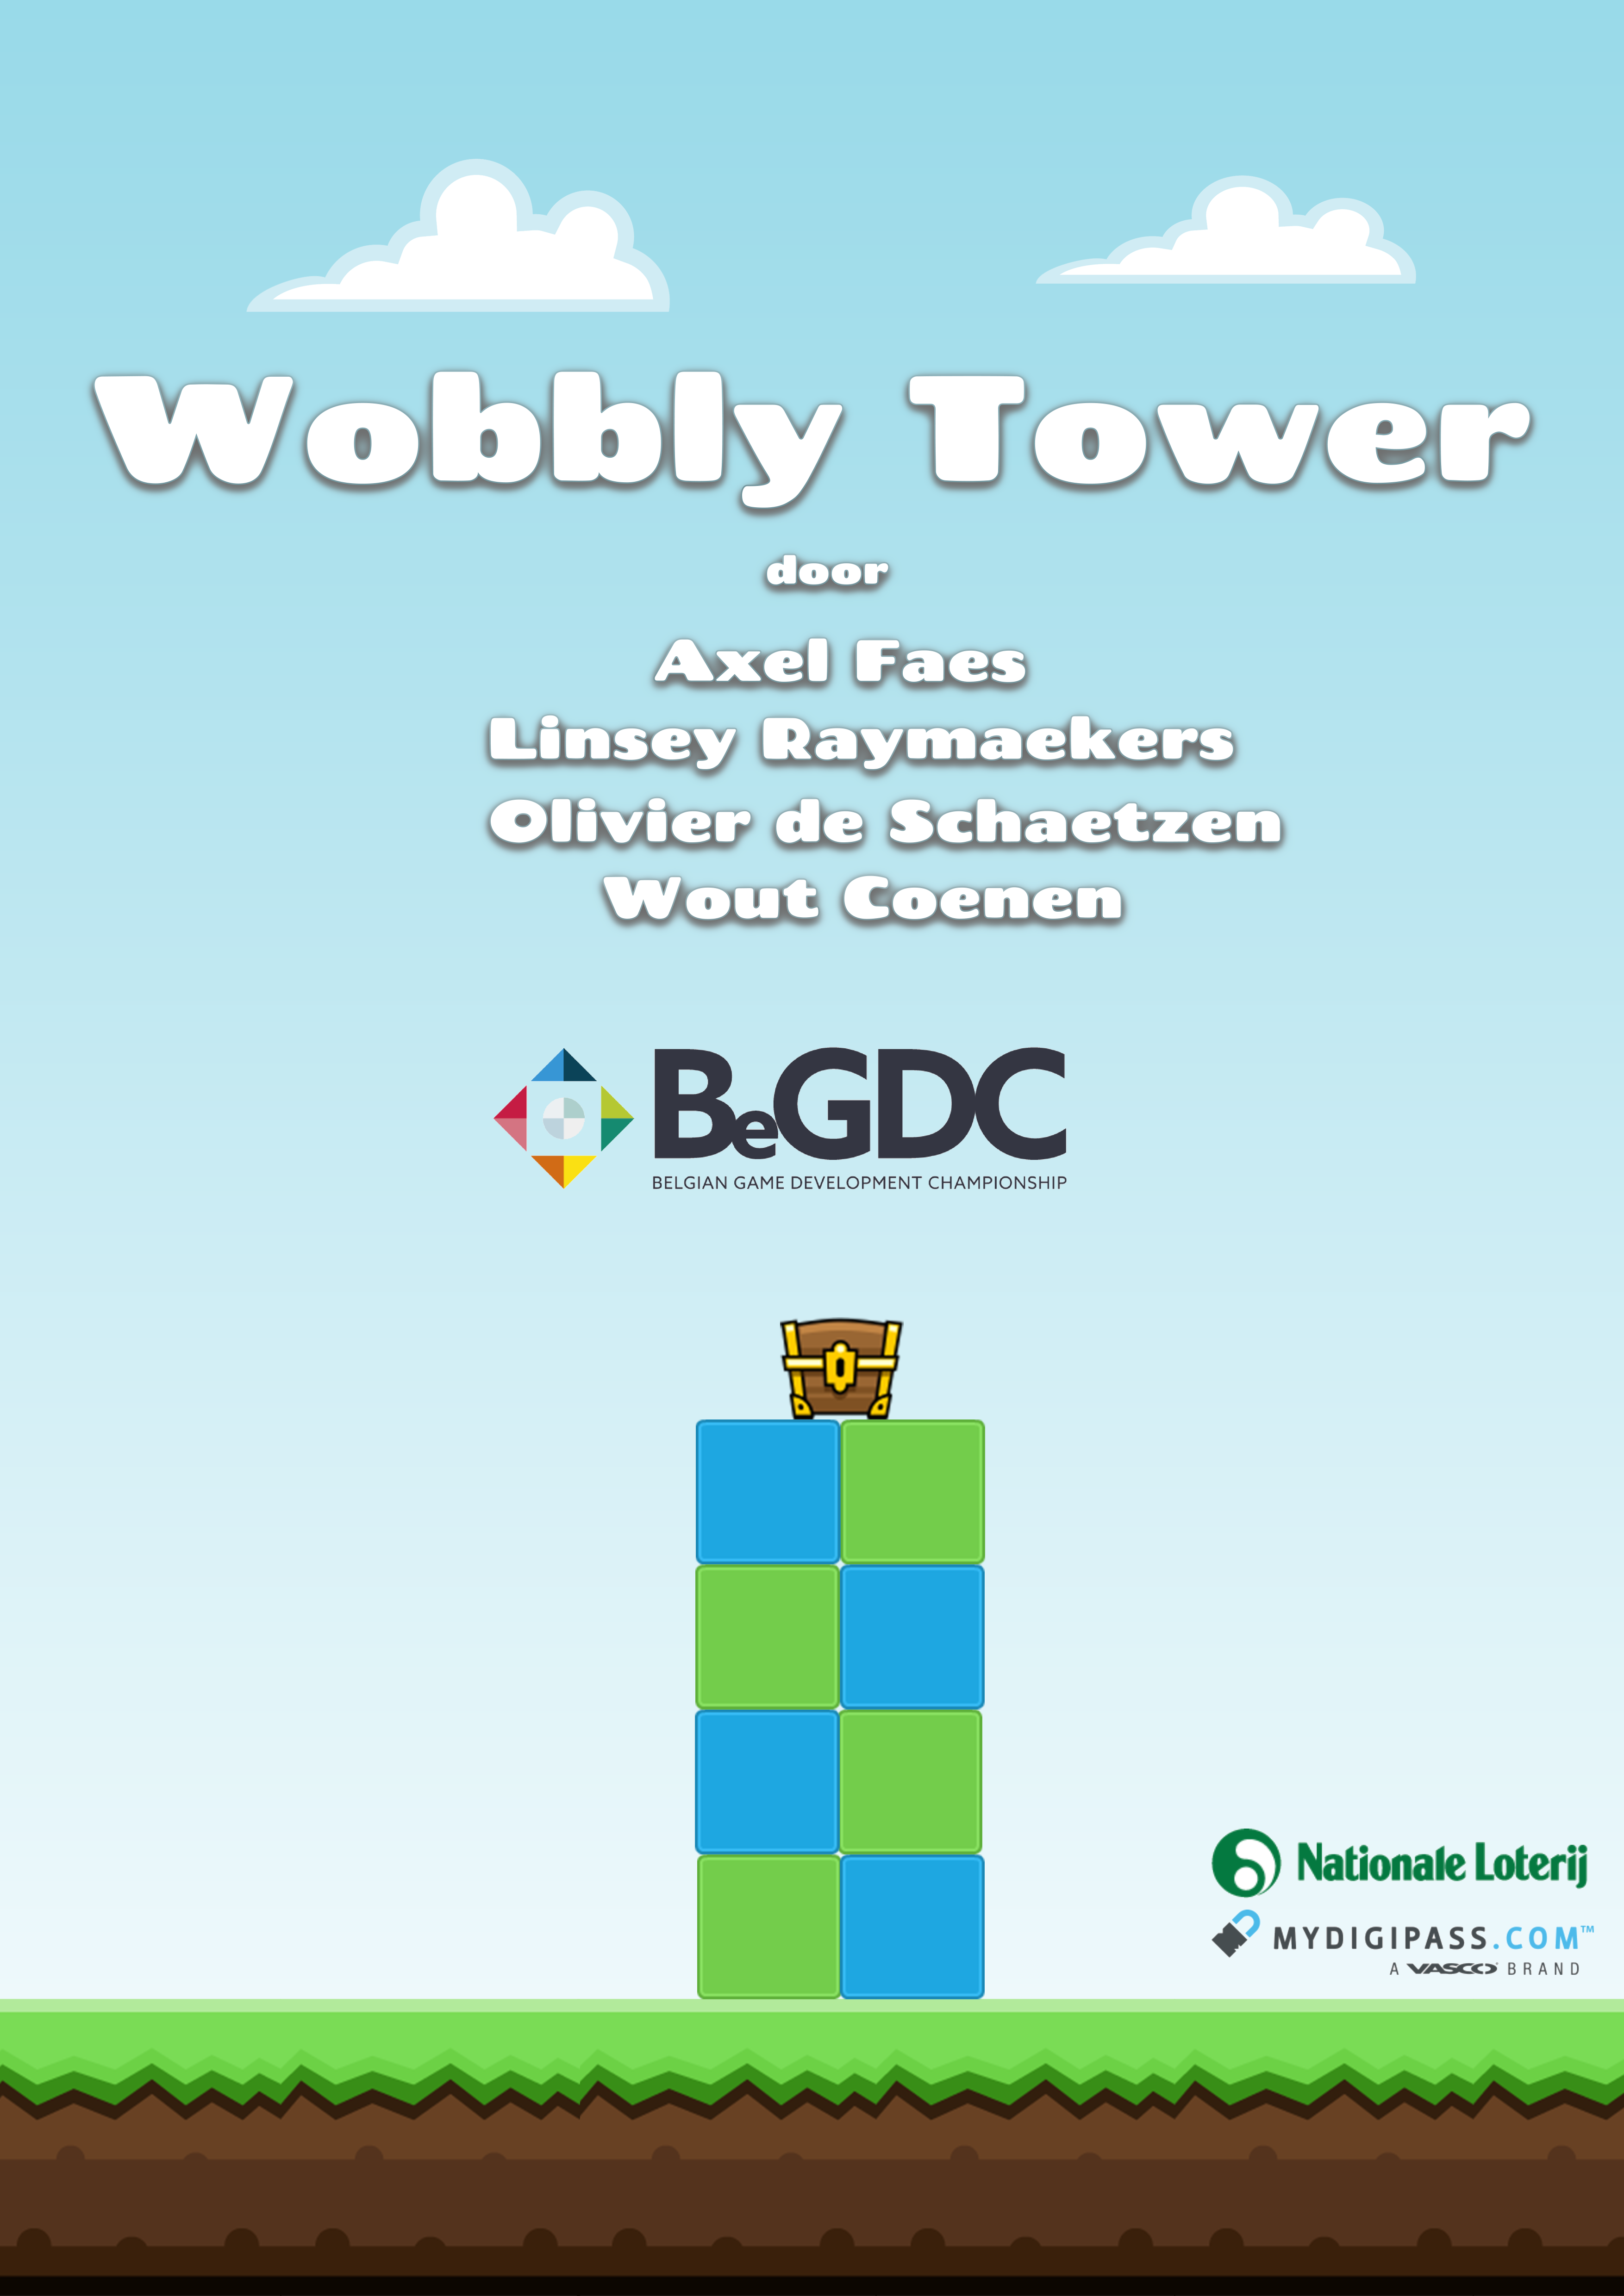 Wobbly Tower
door
Axel Faes
Linsey Raymaekers
Olivier de Schaetzen
Wout Coenen
BeGDC
BELGIAN GAME DEVELOPMENT CHAMPIONSHIP
Nationale Loterij
MYDIGIPASS.COM™
A VASCO BRAND